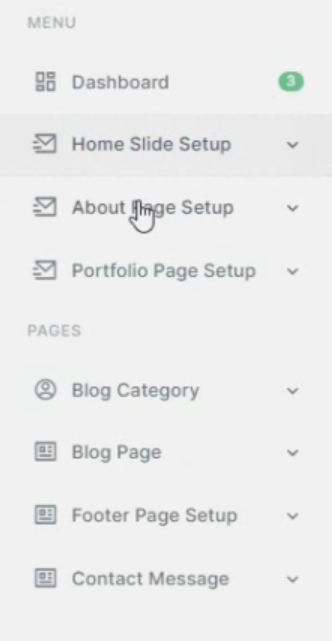 MENU
Dashboard 3
Home Slide Setup
About Page Setup
Portfolio Page Setup
PAGES
Blog Category
Blog Page
Footer Page Setup
Contact Message